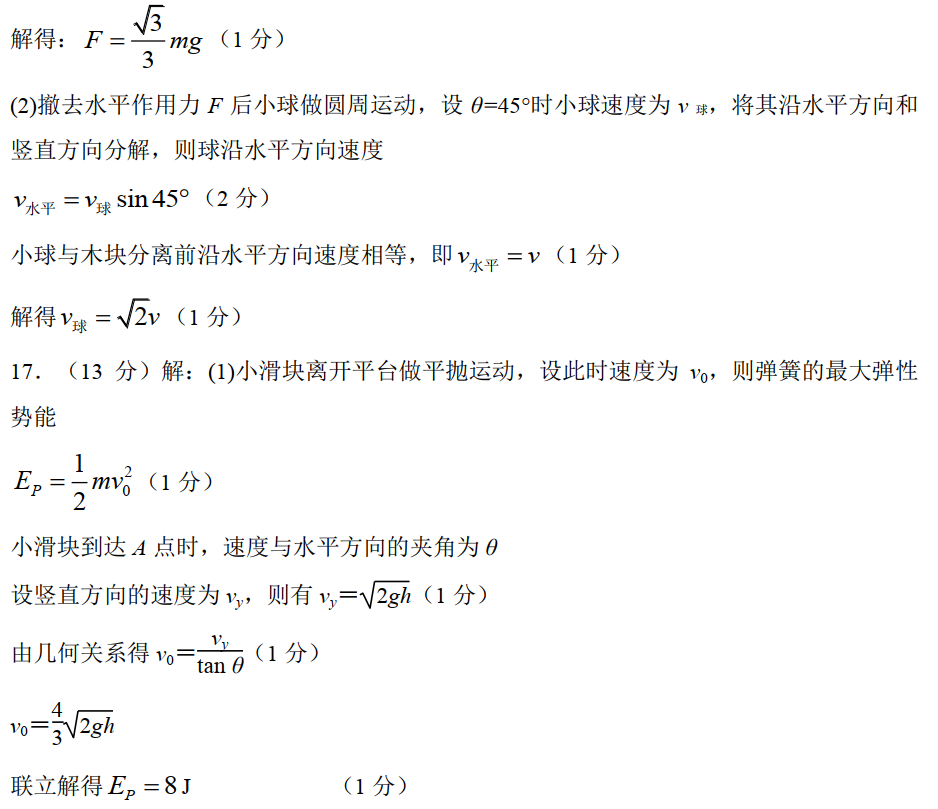 解得：$F=\frac{\sqrt{3}}{3}mg$（1 分）
(2)撤去水平作用力 F 后小球做圆周运动，设 θ=45°时小球速度为 v 球，将其沿水平方向和
竖直方向分解，则球沿水平方向速度
$v_{水平}=v_{球}\sin 45°$（2 分）
小球与木块分离前沿水平方向速度相等，即 $v_{水平}=v$（1 分）
解得 $v_{球}=\sqrt{2}v$（1 分）
17．（13 分）解：(1)小滑块离开平台做平抛运动，设此时速度为 $v_0$，则弹簧的最大弹性
势能
$E_P=\frac{1}{2}mv_0^2$（1 分）
小滑块到达 A 点时，速度与水平方向的夹角为 θ
设竖直方向的速度为 $v_y$，则有 $v_y=\sqrt{2gh}$（1 分）
由几何关系得 $v_0=\frac{v_y}{\tan θ}$（1 分）
$v_0=\frac{4}{3}\sqrt{2gh}$
联立解得 $E_P=8$ J （1 分）